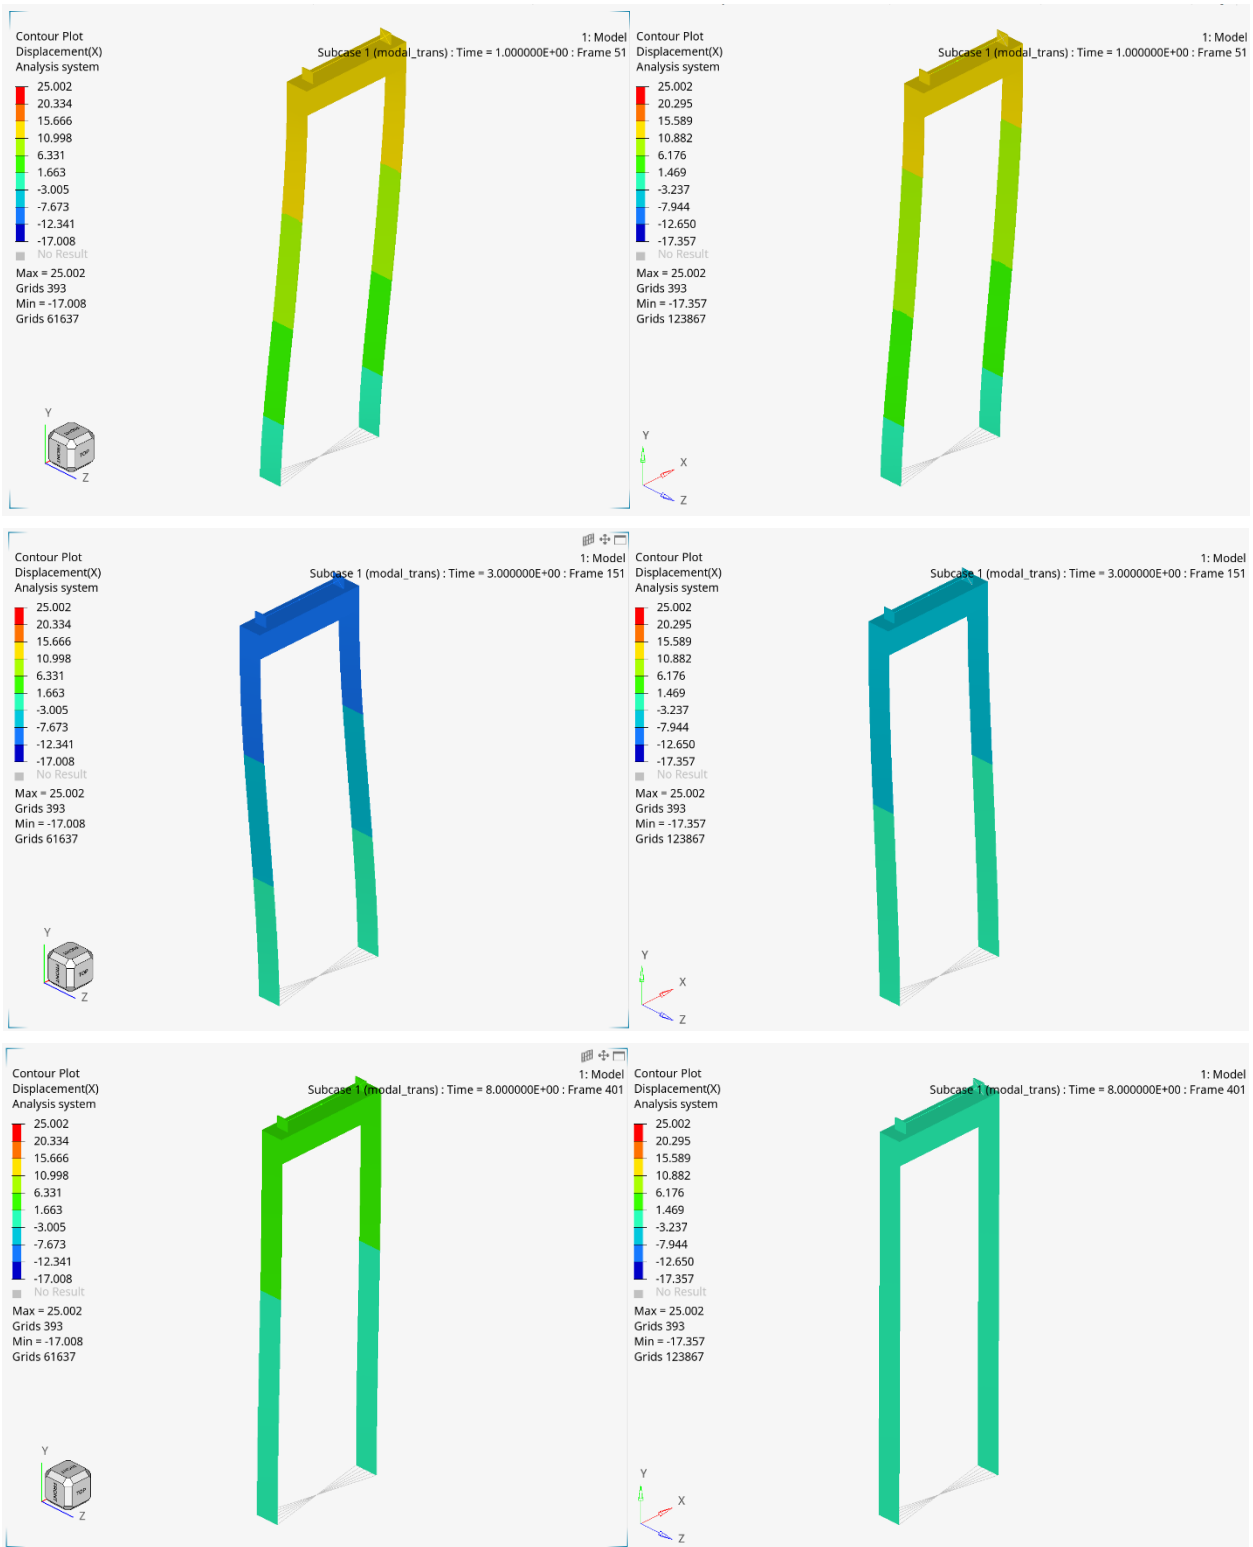 Contour Plot
Displacement(X)
Analysis system
1: Model
Subcase 1 (modal_trans) : Time = 1.000000E+00 : Frame 51
25.002
20.334
15.666
10.998
6.331
1.663
-3.005
-7.673
-12.341
-17.008
No Result
Max = 25.002
Grids 393
Min = -17.008
Grids 61637
Y
Z
FRONT
TOP
Contour Plot
Displacement(X)
Analysis system
1: Model
Subcase 1 (modal_trans) : Time = 1.000000E+00 : Frame 51
25.002
20.295
15.589
10.882
6.176
1.469
-3.237
-7.944
-12.650
-17.357
No Result
Max = 25.002
Grids 393
Min = -17.357
Grids 123867
Y
X
Z
Contour Plot
Displacement(X)
Analysis system
1: Model
Subcase 1 (modal_trans) : Time = 3.000000E+00 : Frame 151
25.002
20.334
15.666
10.998
6.331
1.663
-3.005
-7.673
-12.341
-17.008
No Result
Max = 25.002
Grids 393
Min = -17.008
Grids 61637
Y
Z
FRONT
TOP
Contour Plot
Displacement(X)
Analysis system
1: Model
Subcase 1 (modal_trans) : Time = 3.000000E+00 : Frame 151
25.002
20.295
15.589
10.882
6.176
1.469
-3.237
-7.944
-12.650
-17.357
No Result
Max = 25.002
Grids 393
Min = -17.357
Grids 123867
Y
X
Z
Contour Plot
Displacement(X)
Analysis system
1: Model
Subcase 1 (modal_trans) : Time = 8.000000E+00 : Frame 401
25.002
20.334
15.666
10.998
6.331
1.663
-3.005
-7.673
-12.341
-17.008
No Result
Max = 25.002
Grids 393
Min = -17.008
Grids 61637
Y
Z
FRONT
TOP
Contour Plot
Displacement(X)
Analysis system
1: Model
Subcase 1 (modal_trans) : Time = 8.000000E+00 : Frame 401
25.002
20.295
15.589
10.882
6.176
1.469
-3.237
-7.944
-12.650
-17.357
No Result
Max = 25.002
Grids 393
Min = -17.357
Grids 123867
Y
X
Z